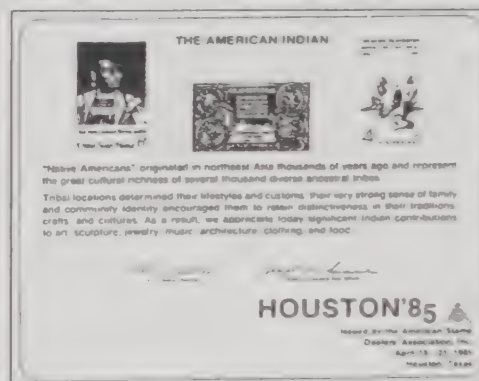 THE AMERICAN INDIAN
"Native Americans" originated in northeast Asia thousands of years ago and represent
the great cultural richness of several thousand diverse ancestral tribes.
Tribal locations determined their lifestyles and customs, their very strong sense of family
and community identity encouraged them to retain distinctiveness in their traditions,
crafts, and cultures. As a result, we appreciate today significant Indian contributions
to art, sculpture, jewelry, music, architecture, clothing, and food.
HOUSTON'85
Issued by the American Stamp
Dealers Association, Inc.
April 21, 1985
Houston, Texas